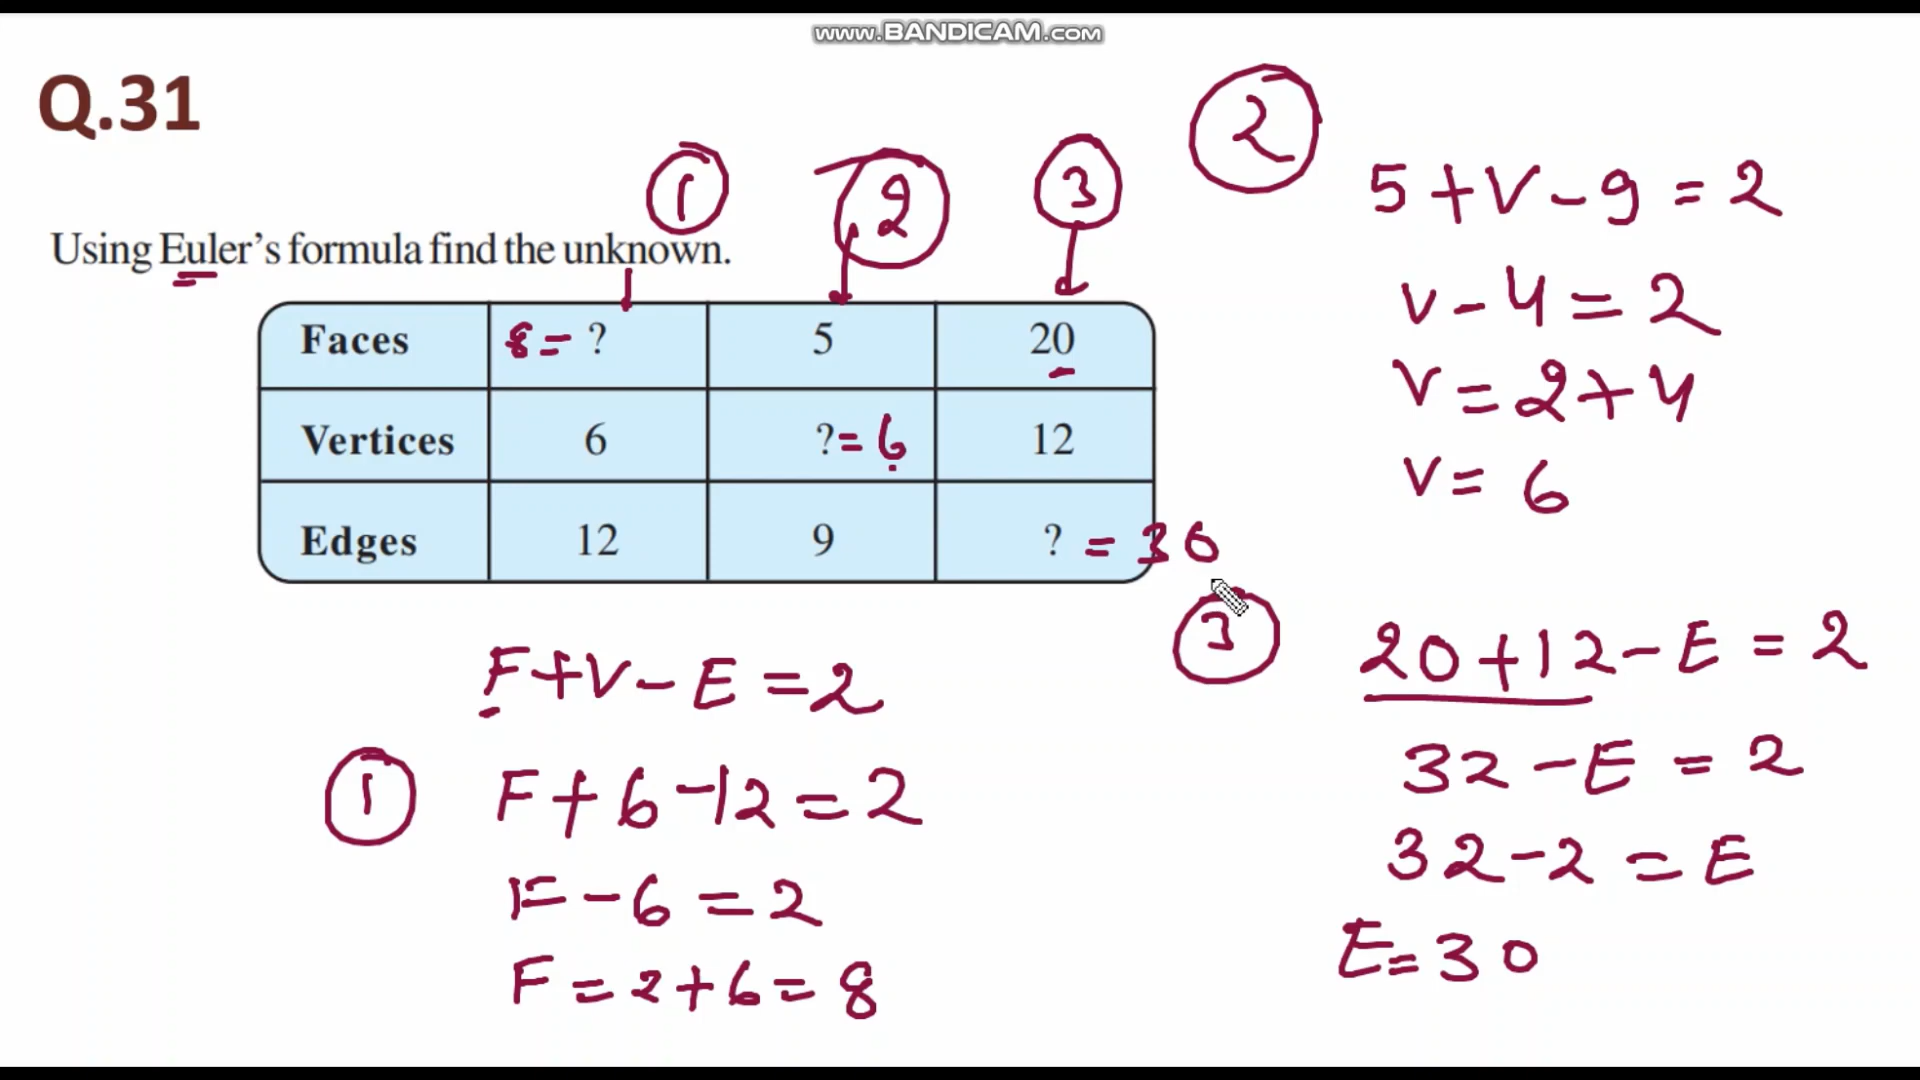 www.BANDICAM.com
Q.31
1 2 3
Using Euler's formula find the unknown.
Faces 8 = ? 5 20
Vertices 6 ? = 6 12
Edges 12 9 ? = 30
F + V - E = 2
1 F + 6 - 12 = 2
F - 6 = 2
F = 2 + 6 = 8
2
5 + V - 9 = 2
V - 4 = 2
V = 2 + 4
V = 6
3 20 + 12 - E = 2
32 - E = 2
32 - 2 = E
E = 30